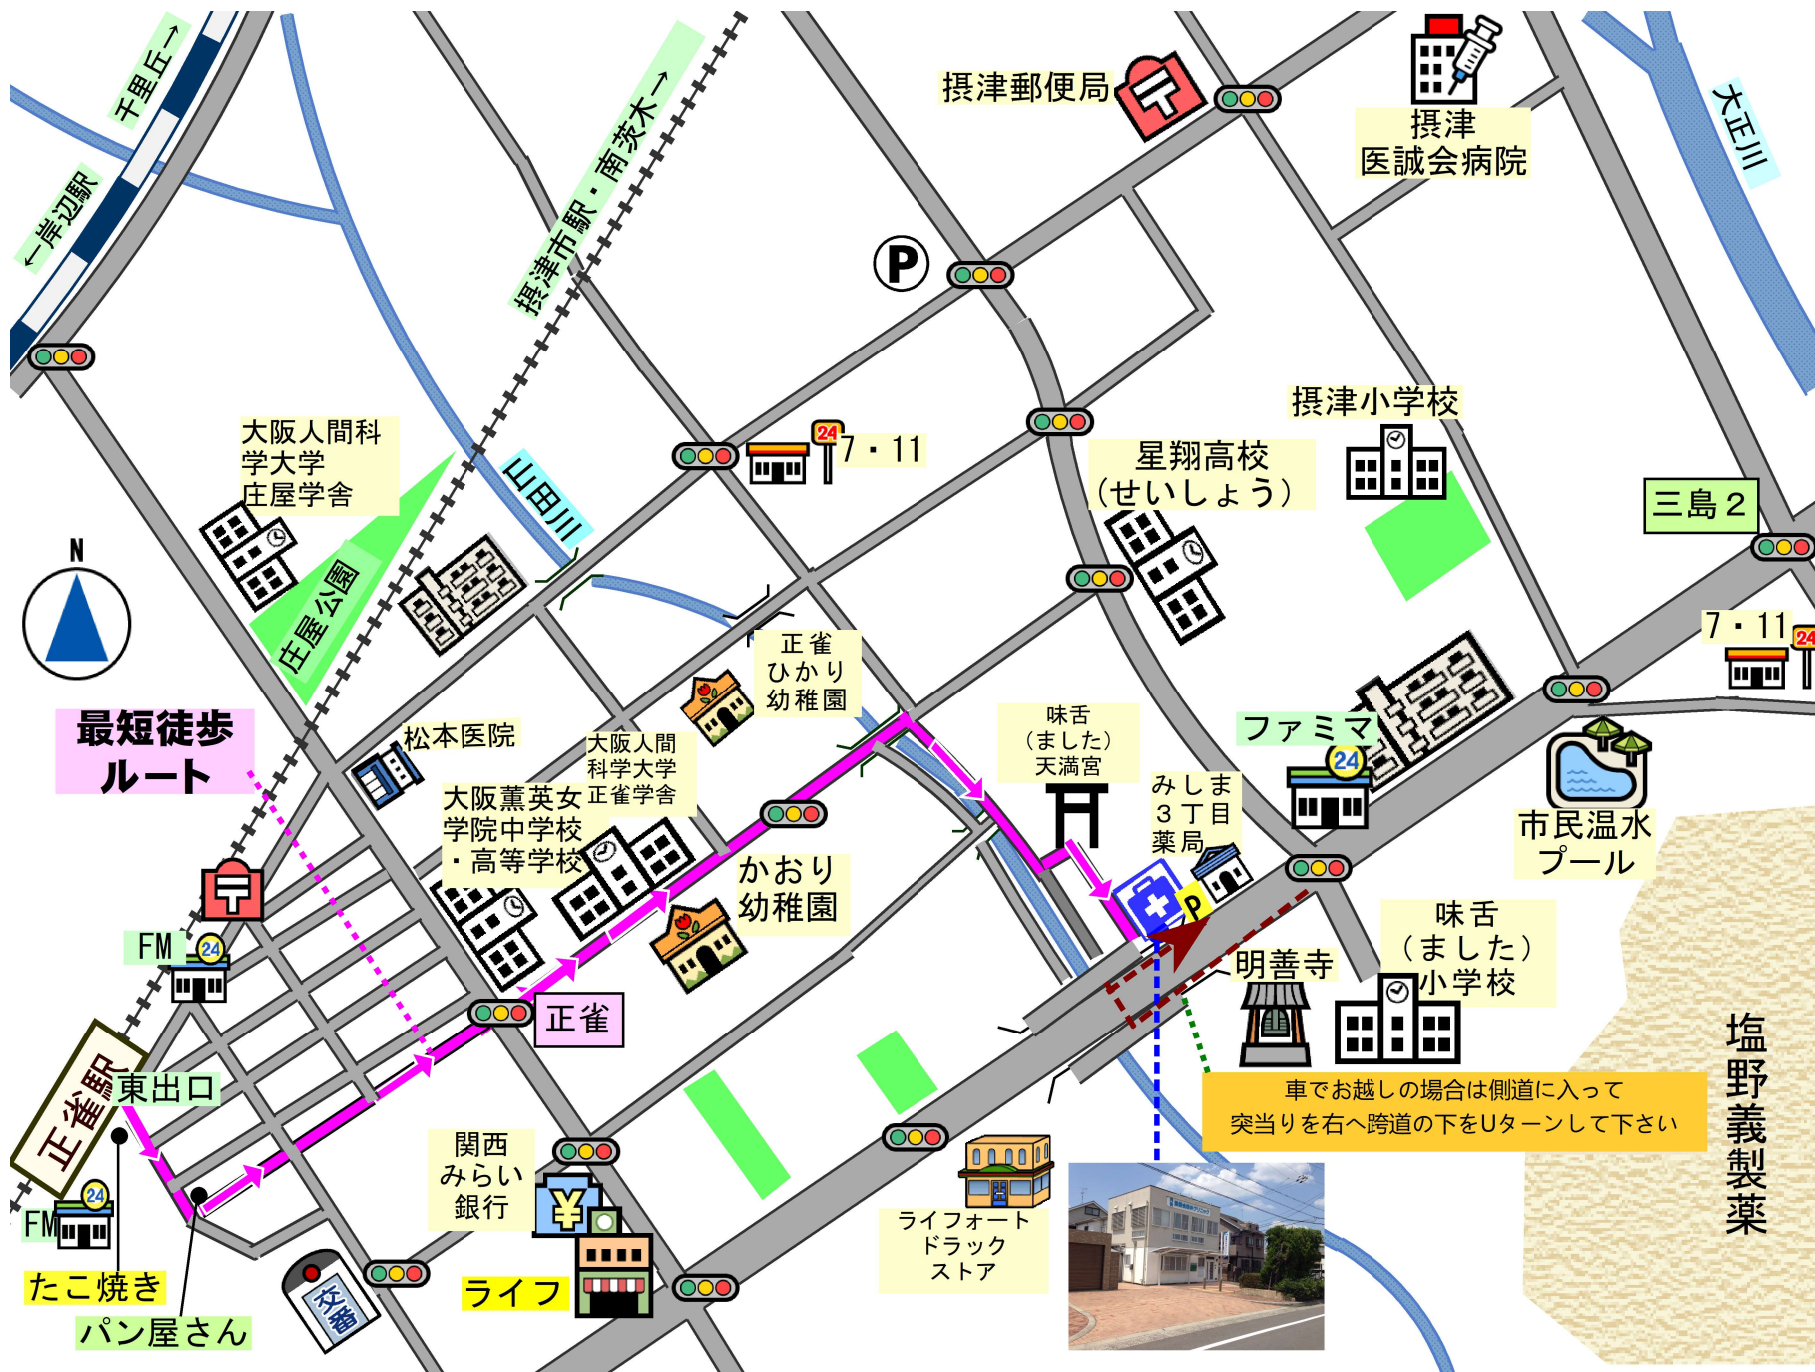 千里丘→
←岸辺駅
摂津市駅・南茨木→
摂津郵便局
摂津
医誠会病院
大正川
P
大阪人間科
学大学
庄屋学舎
山田川
24
7・11
摂津小学校
星翔高校
(せいしょう)
三島2
N
庄屋公園
7・11
24
正雀
ひかり
幼稚園
最短徒歩
ルート
松本医院
大阪人間
科学大学
正雀学舎
大阪薫英女
学院中学校
・高等学校
味舌
(ました)
天満宮
ファミマ
24
みしま
3丁目
薬局
市民温水
プール
かおり
幼稚園
P
FM
24
味舌
(ました)
小学校
明善寺
正雀
正雀駅
東出口
塩野義製薬
車でお越しの場合は側道に入って
突当りを右へ跨道の下をUターンして下さい
関西
みらい
銀行
¥
24
FM
ライフォート
ドラック
ストア
たこ焼き
ライフ
交番
パン屋さん